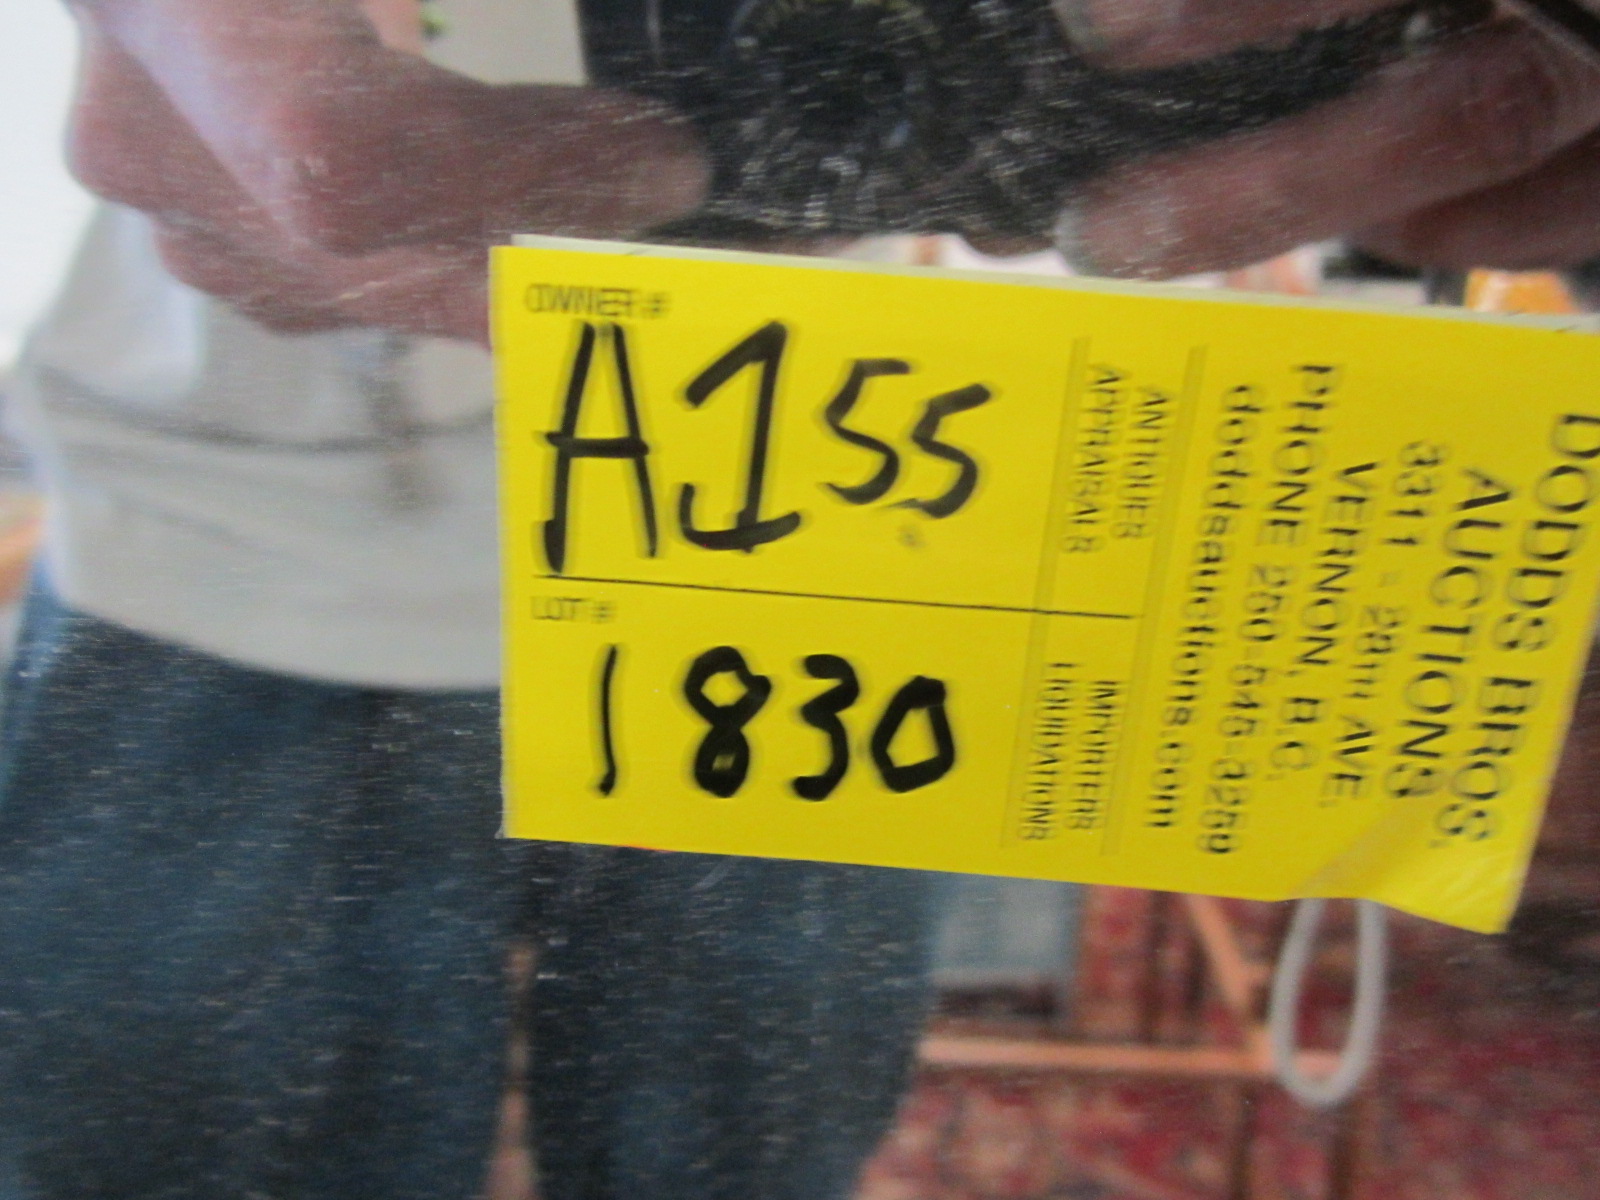 OWNER #
A155
LOT #
1830
DODDS BROS.
AUCTIONS
3311 - 28TH AVE.
VERNON, B.C.
PHONE 250-545-3259
doddsauctions.com
ANTIQUES
APPRAISALS
IMPORTERS
LIQUIDATIONS